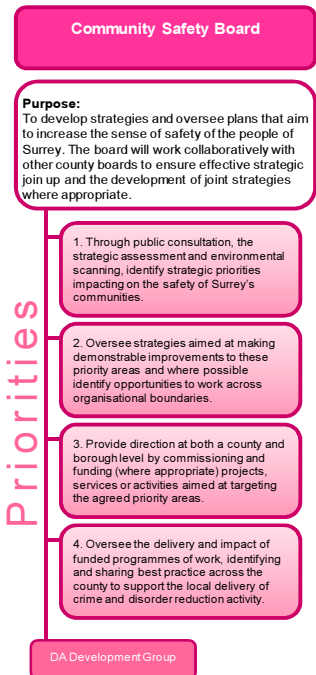 Community Safety Board
Purpose:
To develop strategies and oversee plans that aim
to increase the sense of safety of the people of
Surrey. The board will work collaboratively with
other county boards to ensure effective strategic
join up and the development of joint strategies
where appropriate.
Priorities
1. Through public consultation, the
strategic assessment and environmental
scanning, identify strategic priorities
impacting on the safety of Surrey's
communities.
2. Oversee strategies aimed at making
demonstrable improvements to these
priority areas and where possible
identify opportunities to work across
organisational boundaries.
3. Provide direction at both a county and
borough level by commissioning and
funding (where appropriate) projects,
services or activities aimed at targeting
the agreed priority areas.
4. Oversee the delivery and impact of
funded programmes of work, identifying
and sharing best practice across the
county to support the local delivery of
crime and disorder reduction activity.
DA Development Group